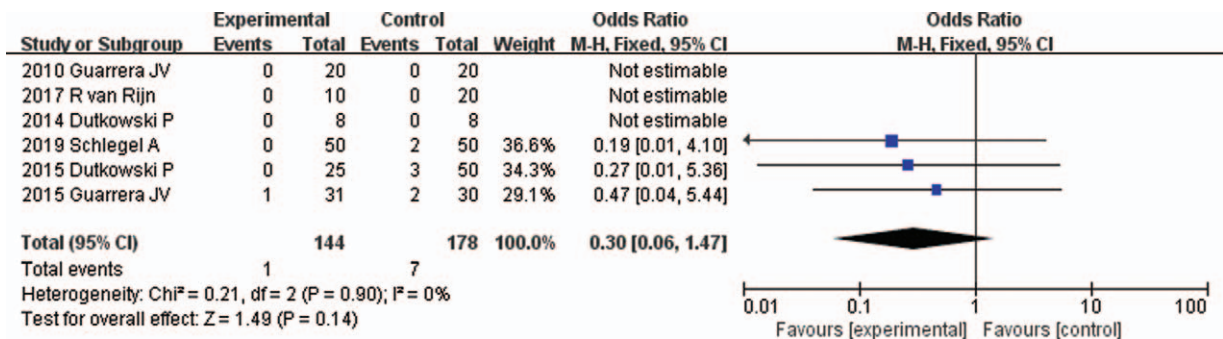 Experimental Control Odds Ratio Odds Ratio
Study or Subgroup Events Total Events Total Weight M-H, Fixed, 95% CI M-H, Fixed, 95% CI
2010 Guarrera JV 0 20 0 20 Not estimable
2017 R van Rijn 0 10 0 20 Not estimable
2014 Dutkowski P 0 8 0 8 Not estimable
2019 Schlegel A 0 50 2 50 36.6% 0.19 [0.01, 4.10]
2015 Dutkowski P 0 25 3 50 34.3% 0.27 [0.01, 5.36]
2015 Guarrera JV 1 31 2 30 29.1% 0.47 [0.04, 5.44]
Total (95% CI) 144 178 100.0% 0.30 [0.06, 1.47]
Total events 1 7
Heterogeneity: Chi² = 0.21, df = 2 (P = 0.90); I² = 0%
Test for overall effect: Z = 1.49 (P = 0.14)
0.01 0.1 1 10 100
Favours [experimental] Favours [control]